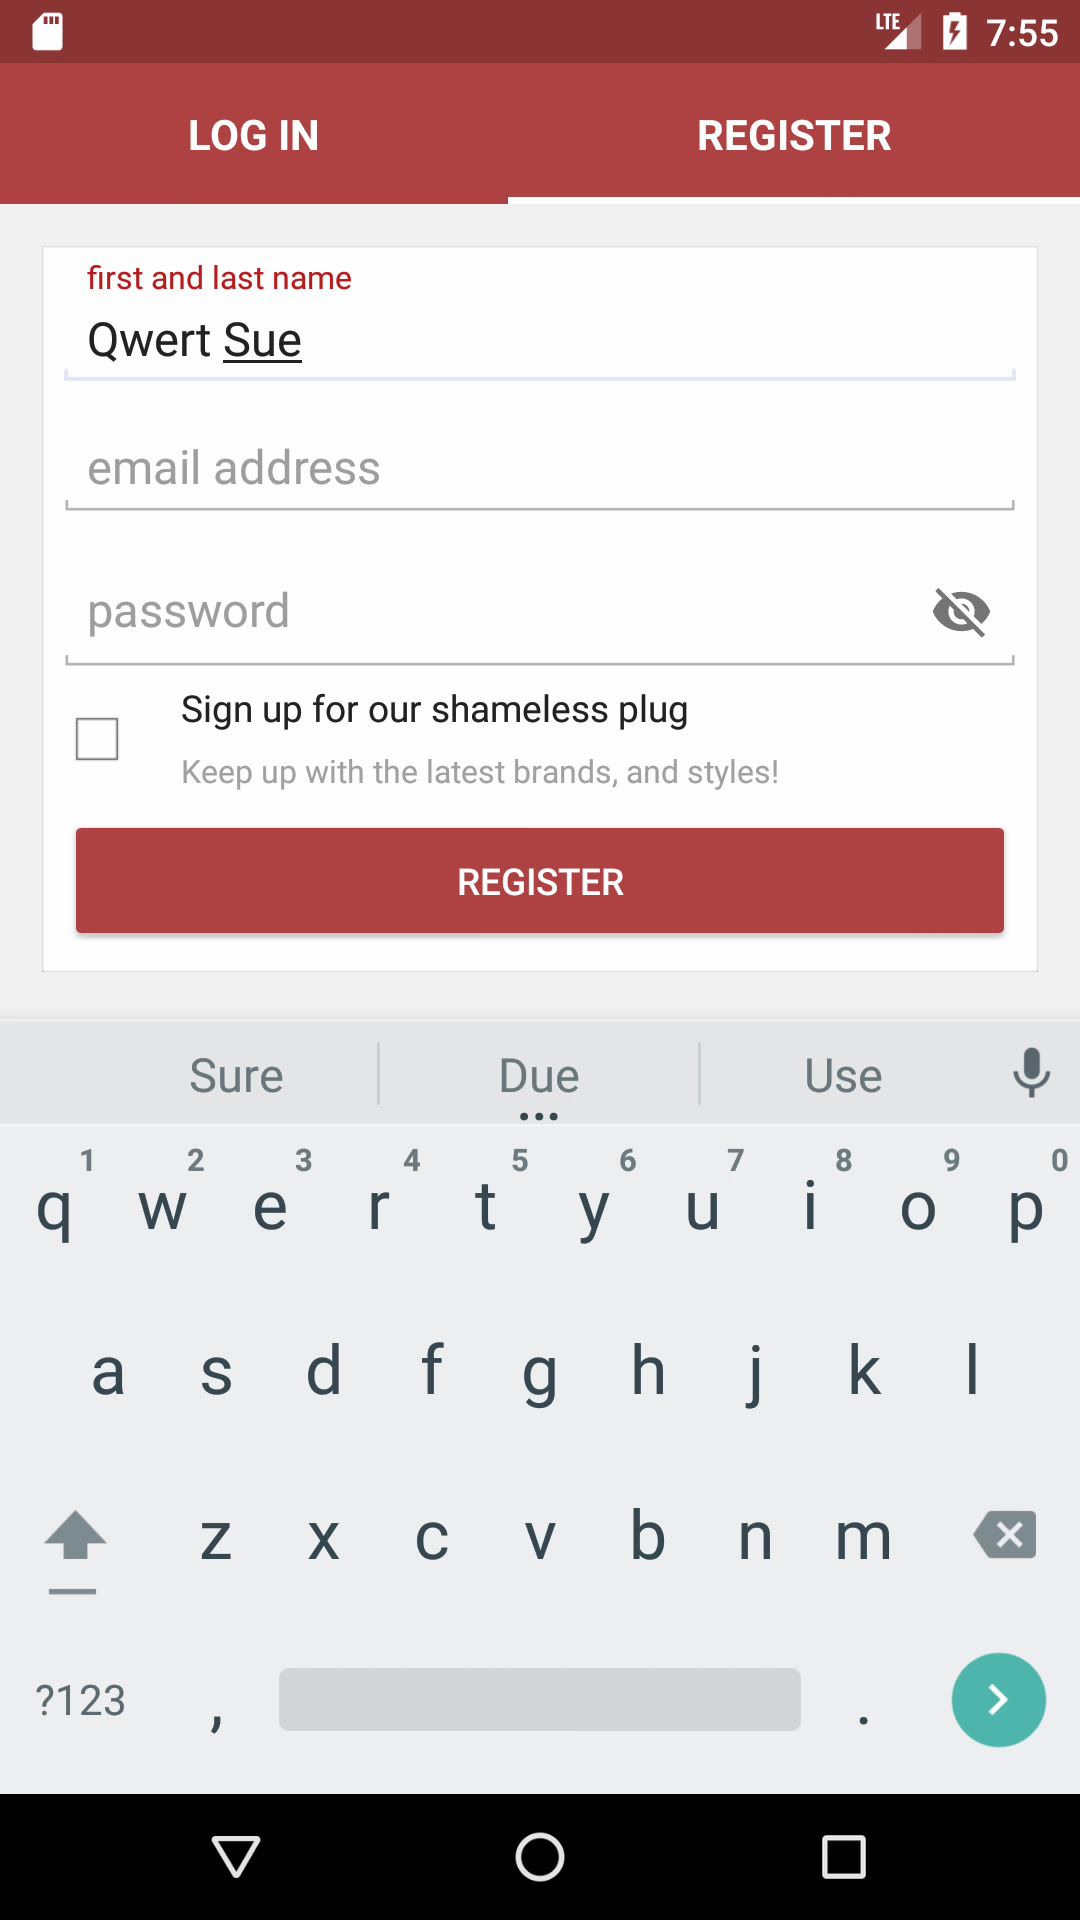 LTE 7:55
LOG IN REGISTER
first and last name
Qwert Sue
email address
password
Sign up for our shameless plug
Keep up with the latest brands, and styles!
REGISTER
Sure Due Use
1 2 3 4 5 6 7 8 9 0
q w e r t y u i o p
a s d f g h j k l
z x c v b n m
?123 , .